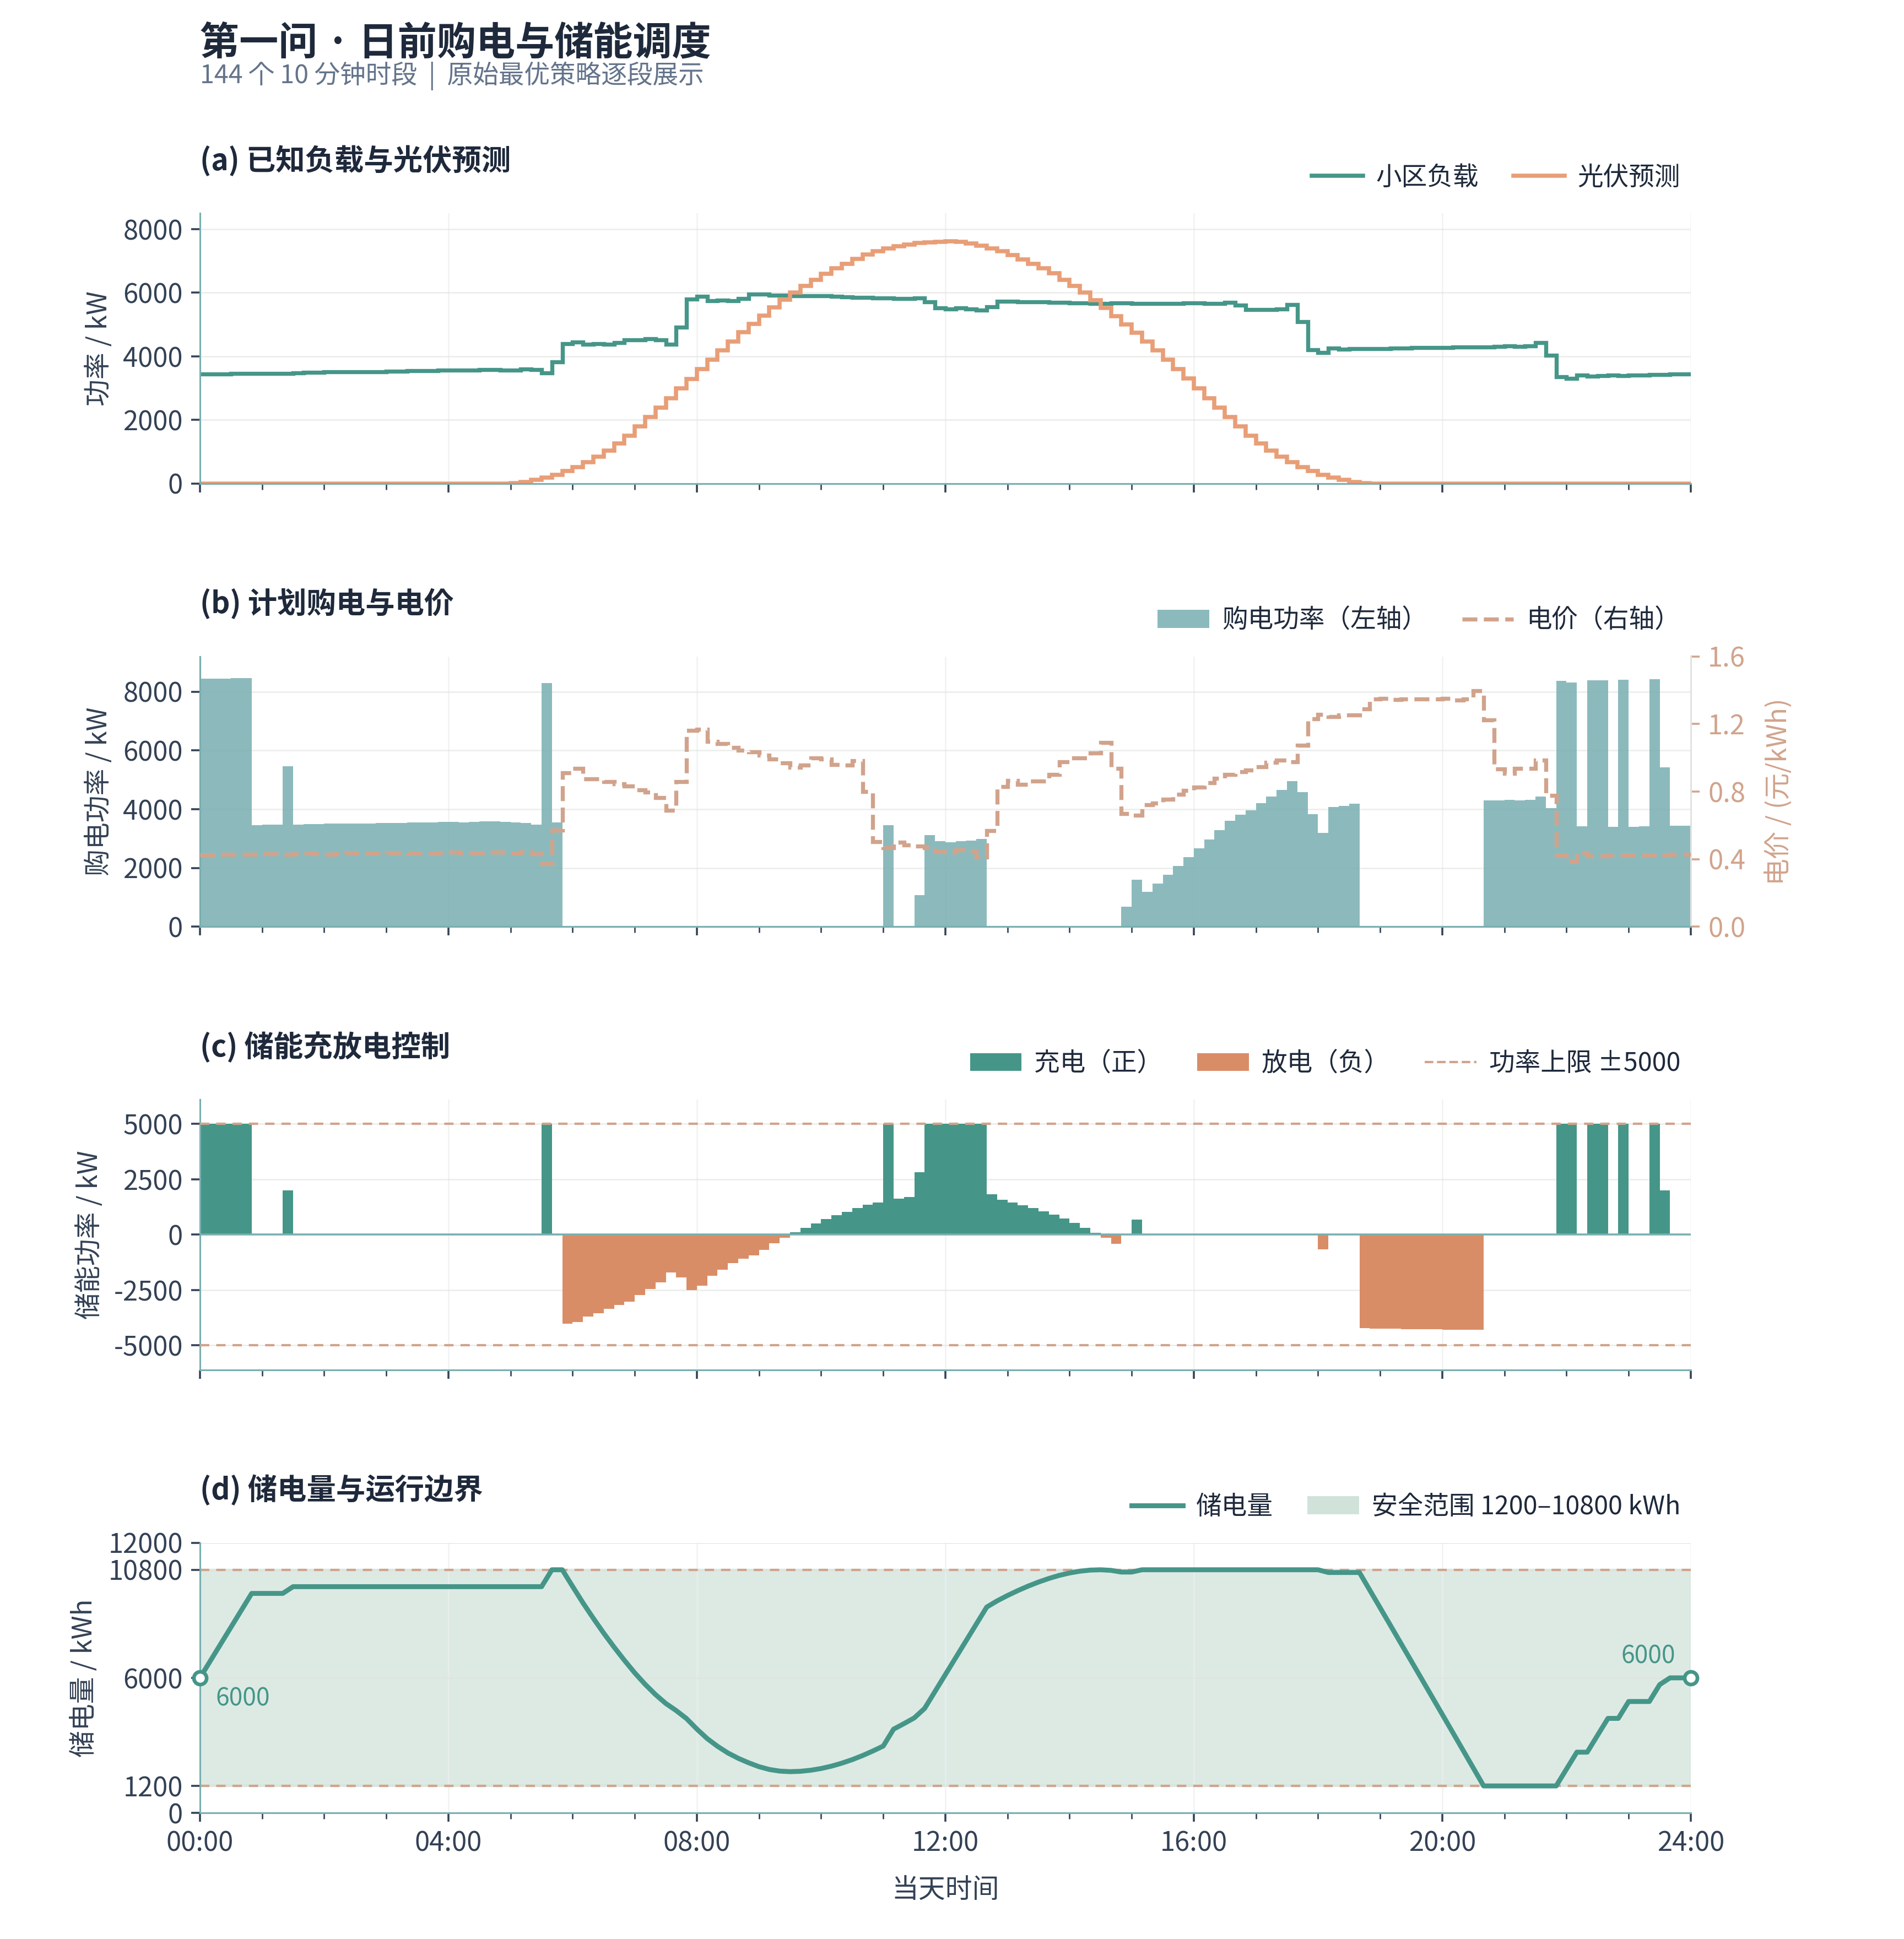 第一问 · 日前购电与储能调度
144 个 10 分钟时段 | 原始最优策略逐段展示
(a) 已知负载与光伏预测
小区负载 光伏预测
功率 / kW
8000
6000
4000
2000
0
(b) 计划购电与电价
购电功率（左轴） 电价（右轴）
购电功率 / kW
8000
6000
4000
2000
0
1.6
1.2
0.8
0.4
0.0
电价 / (元/kWh)
(c) 储能充放电控制
充电（正） 放电（负） 功率上限 ±5000
储能功率 / kW
5000
2500
0
-2500
-5000
(d) 储电量与运行边界
储电量 安全范围 1200–10800 kWh
储电量 / kWh
12000
10800
6000
1200
0
6000
6000
00:00 04:00 08:00 12:00 16:00 20:00 24:00
当天时间